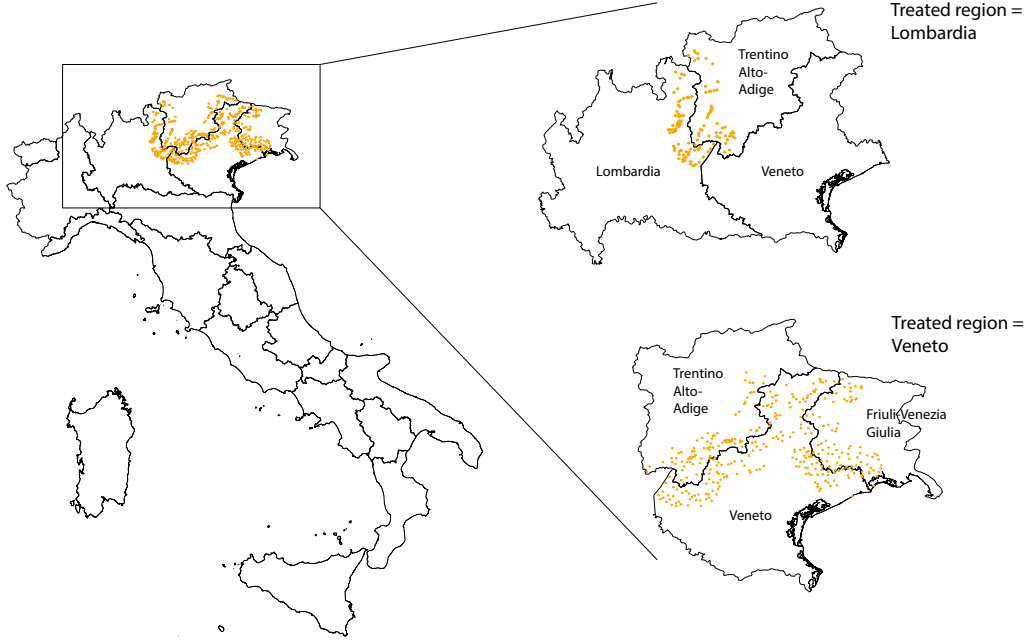 Treated region =
Lombardia
Trentino
Alto-
Adige
Lombardia
Veneto
Treated region =
Veneto
Trentino
Alto-
Adige
Friuli-Venezia
Giulia
Veneto